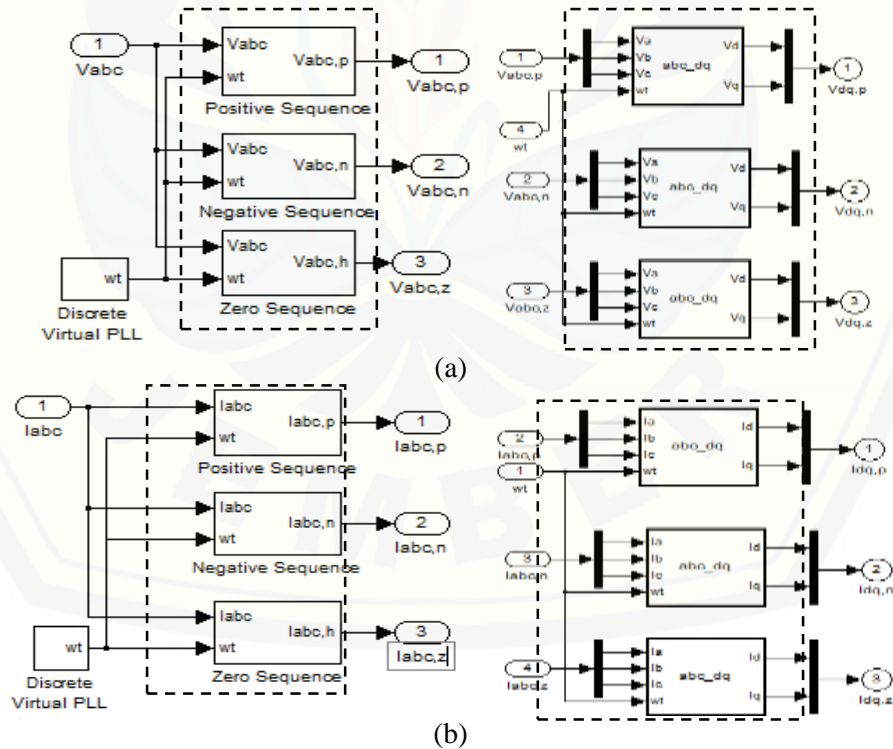 1
Vabc
Vabc
wt
Vabc,p
Positive Sequence
1
Vabc,p
Vabc
wt
Vabc,n
Negative Sequence
2
Vabc,n
Vabc
wt
Vabc,h
Zero Sequence
3
Vabc,z
wt
Discrete
Virtual PLL
1
Vabc,p
4
wt
Va
Vb
Vc
wt
abc_dq
Vd
Vq
1
Vdq,p
2
Vabc,n
Va
Vb
Vc
wt
abc_dq
Vd
Vq
2
Vdq,n
3
Vabc,z
Va
Vb
Vc
wt
abc_dq
Vd
Vq
3
Vdq,z
(a)
1
Iabc
Iabc
wt
Iabc,p
Positive Sequence
1
Iabc,p
Iabc
wt
Iabc,n
Negative Sequence
2
Iabc,n
Iabc
wt
Iabc,h
Zero Sequence
3
Iabc,z
wt
Discrete
Virtual PLL
2
Iabc,p
1
wt
Ia
Ib
Ic
wt
abc_dq
Id
Iq
1
Idq,p
3
Iabc,n
Ia
Ib
Ic
wt
abc_dq
Id
Iq
2
Idq,n
4
Iabc,z
Ia
Ib
Ic
wt
abc_dq
Id
Iq
3
Idq,z
(b)
JEMBER